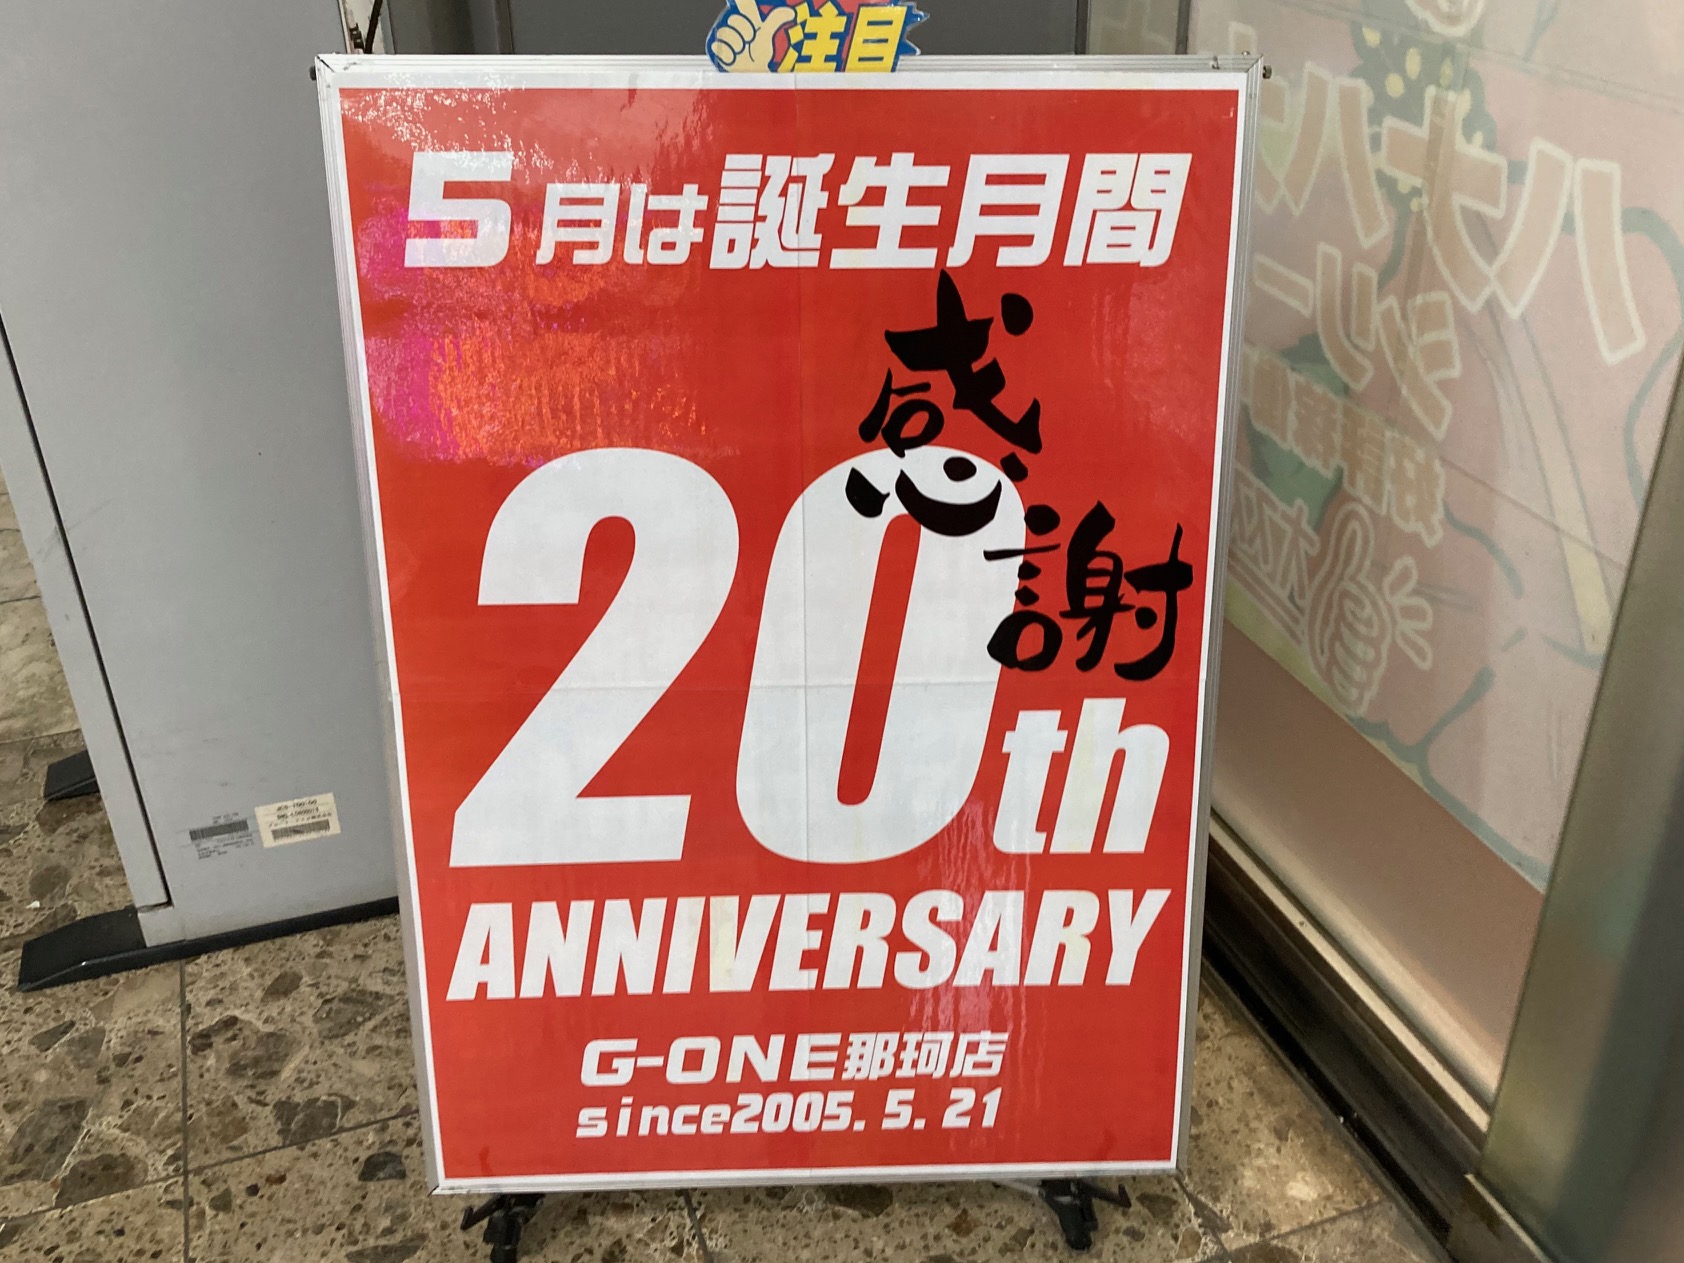 注目
5月は誕生月間
感謝
20th
ANNIVERSARY
G-ONE那珂店
since2005.5.21